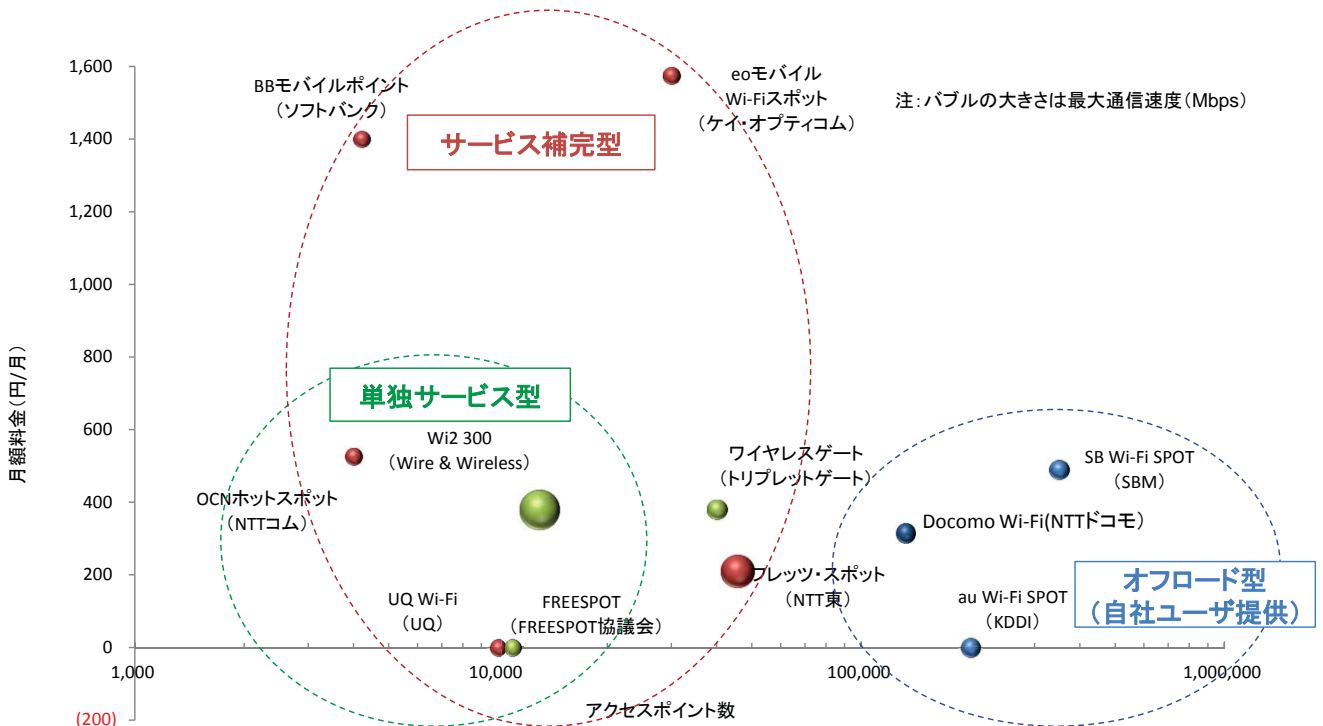 1,600
1,400
1,200
1,000
800
600
400
200
0
(200)
月額料金(円/月)
BBモバイルポイント
(ソフトバンク)
eoモバイル
Wi-Fiスポット
(ケイ・オプティコム)
注:バブルの大きさは最大通信速度(Mbps)
サービス補完型
単独サービス型
Wi2 300
(Wire & Wireless)
OCNホットスポット
(NTTコム)
ワイヤレスゲート
(トリプレットゲート)
SB Wi-Fi SPOT
(SBM)
Docomo Wi-Fi(NTTドコモ)
フレッツ・スポット
(NTT東)
オフロード型
(自社ユーザ提供)
UQ Wi-Fi
(UQ)
FREESPOT
(FREESPOT協議会)
au Wi-Fi SPOT
(KDDI)
1,000
10,000
100,000
1,000,000
アクセスポイント数